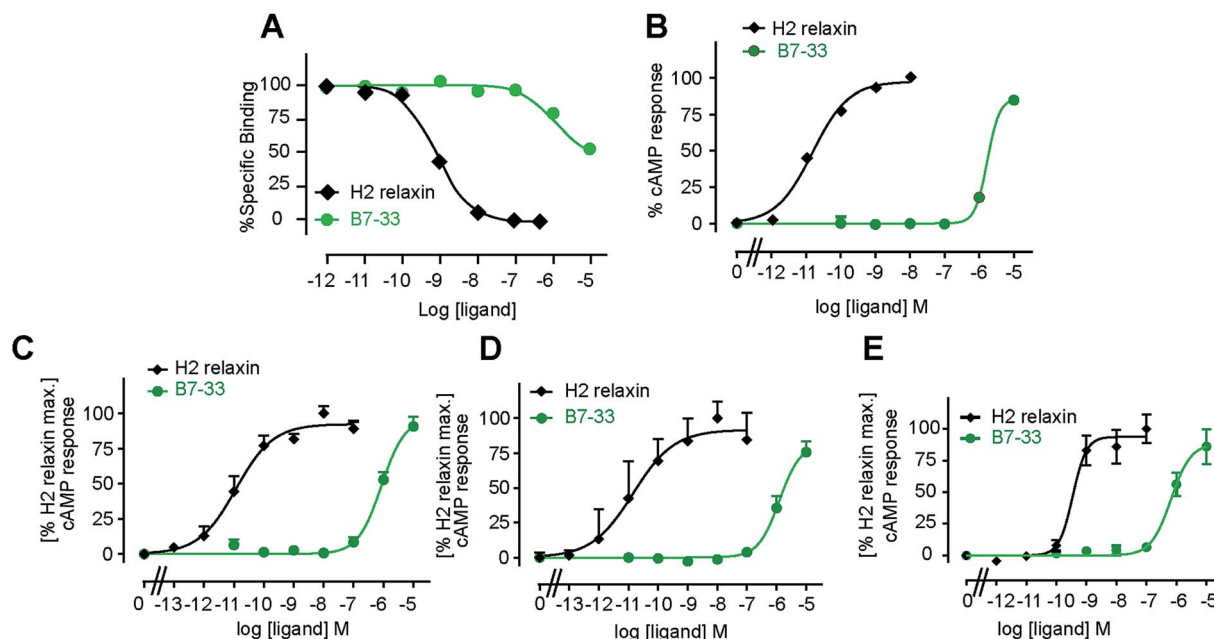 A
%Specific Binding
100
75
50
25
0
H2 relaxin
B7-33
-12 -11 -10 -9 -8 -7 -6 -5
Log [ligand]
B
H2 relaxin
B7-33
% cAMP response
100
75
50
25
0
0 -12 -11 -10 -9 -8 -7 -6 -5
log [ligand] M
C
H2 relaxin
B7-33
[% H2 relaxin max.]
cAMP response
100
75
50
25
0
0 -13 -12 -11 -10 -9 -8 -7 -6 -5
log [ligand] M
D
H2 relaxin
B7-33
[% H2 relaxin max.]
cAMP response
100
75
50
25
0
0 -13 -12 -11 -10 -9 -8 -7 -6 -5
log [ligand] M
E
H2 relaxin
B7-33
[% H2 relaxin max.]
cAMP response
100
75
50
25
0
0 -12 -11 -10 -9 -8 -7 -6 -5
log [ligand] M